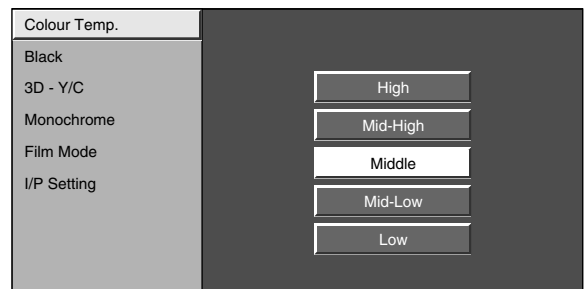 Colour Temp.
Black
3D - Y/C
Monochrome
Film Mode
I/P Setting
High
Mid-High
Middle
Mid-Low
Low